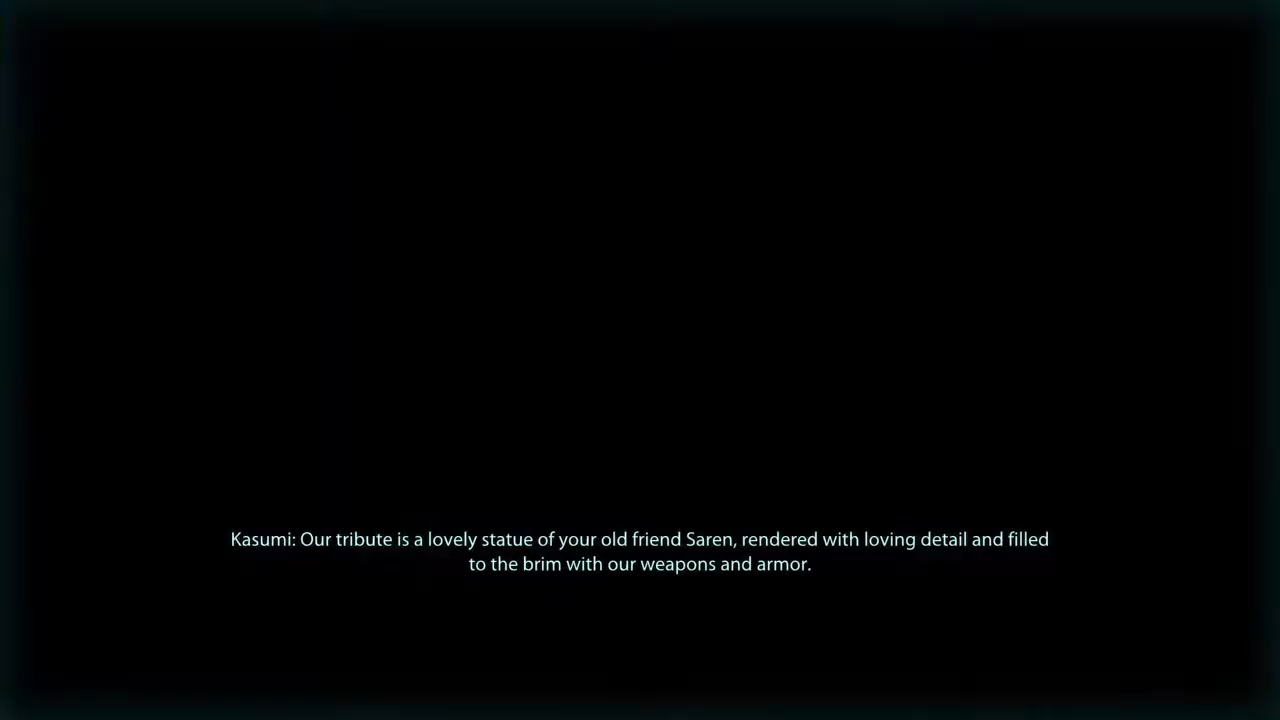 Kasumi: Our tribute is a lovely statue of your old friend Saren, rendered with loving detail and filled
to the brim with our weapons and armor.